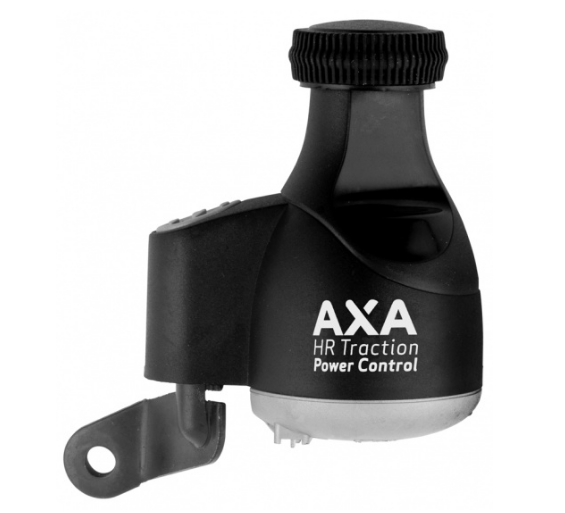 AXA
HR Traction
Power Control